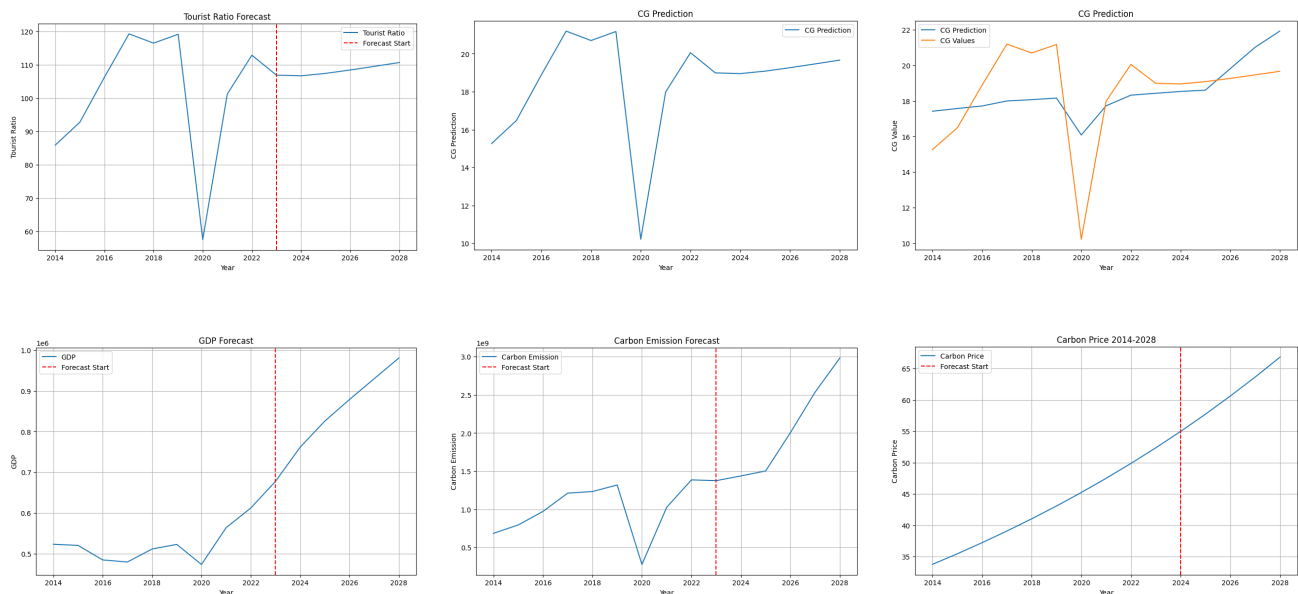 Tourist Ratio Forecast
Tourist Ratio
Forecast Start
120
110
100
90
80
70
60
Tourist Ratio
2014 2016 2018 2020 2022 2024 2026 2028
Year
CG Prediction
CG Prediction
20
18
16
14
12
10
CG Prediction
2014 2016 2018 2020 2022 2024 2026 2028
Year
CG Prediction
CG Prediction
CG Values
22
20
18
16
14
12
10
CG Value
2014 2016 2018 2020 2022 2024 2026 2028
Year
GDP Forecast
1e6
GDP
Forecast Start
1.0
0.9
0.8
0.7
0.6
0.5
GDP
2014 2016 2018 2020 2022 2024 2026 2028
Year
Carbon Emission Forecast
1e9
Carbon Emission
Forecast Start
3.0
2.5
2.0
1.5
1.0
0.5
Carbon Emission
2014 2016 2018 2020 2022 2024 2026 2028
Year
Carbon Price 2014-2028
Carbon Price
Forecast Start
65
60
55
50
45
40
35
Carbon Price
2014 2016 2018 2020 2022 2024 2026 2028
Year